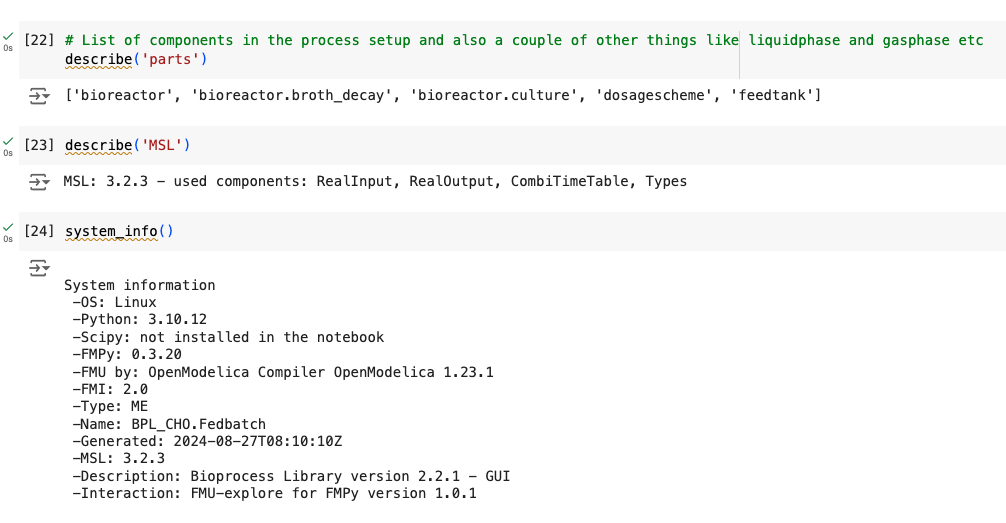 [22] # List of components in the process setup and also a couple of other things like liquidphase and gasphase etc
0s
describe('parts')
['bioreactor', 'bioreactor.broth_decay', 'bioreactor.culture', 'dosagescheme', 'feedtank']
[23] describe('MSL')
0s
MSL: 3.2.3 – used components: RealInput, RealOutput, CombiTimeTable, Types
[24] system_info()
0s
System information
–OS: Linux
–Python: 3.10.12
–Scipy: not installed in the notebook
–FMPy: 0.3.20
–FMU by: OpenModelica Compiler OpenModelica 1.23.1
–FMI: 2.0
–Type: ME
–Name: BPL_CHO.Fedbatch
–Generated: 2024–08–27T08:10:10Z
–MSL: 3.2.3
–Description: Bioprocess Library version 2.2.1 – GUI
–Interaction: FMU–explore for FMPy version 1.0.1